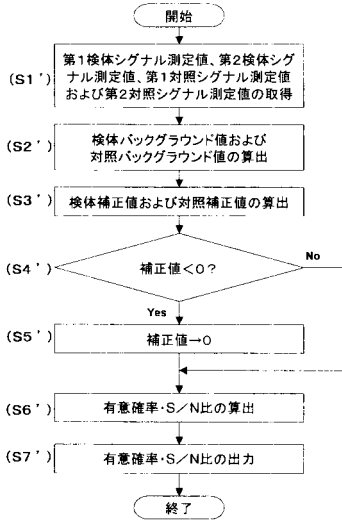 開始
(S1')
第1検体シグナル測定値、第2検体シグ
ナル測定値、第1対照シグナル測定値
および第2対照シグナル測定値の取得
(S2')
検体バックグラウンド値および
対照バックグラウンド値の算出
(S3')
検体補正値および対照補正値の算出
(S4')
補正値<0?
No
Yes
(S5')
補正値→0
(S6')
有意確率・S/N比の算出
(S7')
有意確率・S/N比の出力
終了